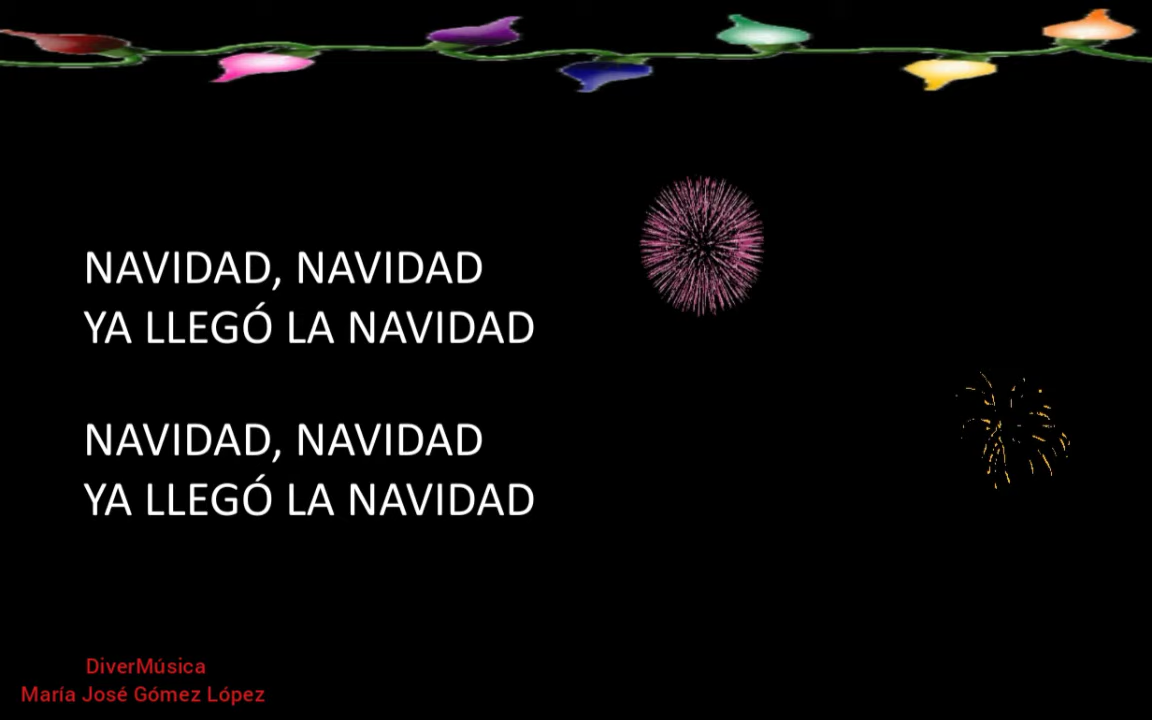 NAVIDAD, NAVIDAD
YA LLEGÓ LA NAVIDAD
NAVIDAD, NAVIDAD
YA LLEGÓ LA NAVIDAD
DiverMúsica
María José Gómez López